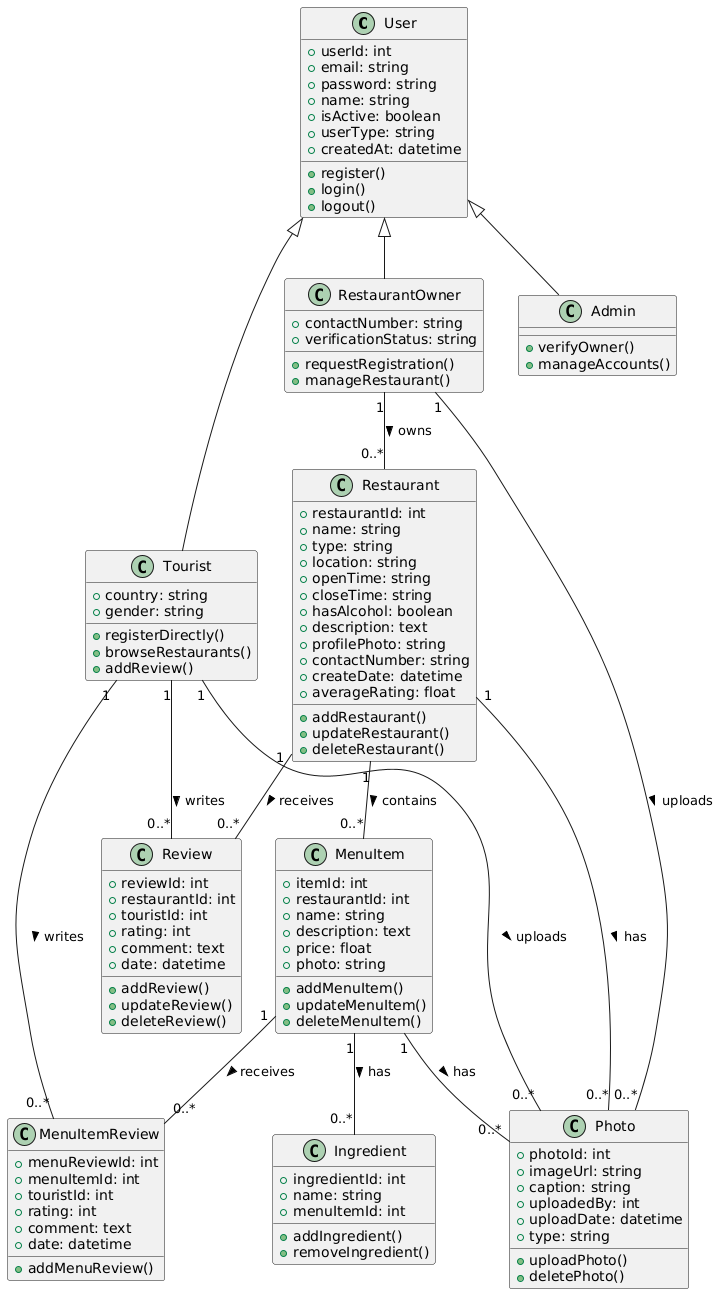 C User
userId: int
email: string
password: string
name: string
isActive: boolean
userType: string
createdAt: datetime
register()
login()
logout()
C RestaurantOwner
contactNumber: string
verificationStatus: string
requestRegistration()
manageRestaurant()
C Admin
verifyOwner()
manageAccounts()
1
1
owns
0..*
C Restaurant
restaurantId: int
name: string
type: string
location: string
openTime: string
closeTime: string
hasAlcohol: boolean
description: text
profilePhoto: string
contactNumber: string
createDate: datetime
averageRating: float
addRestaurant()
updateRestaurant()
deleteRestaurant()
C Tourist
country: string
gender: string
registerDirectly()
browseRestaurants()
addReview()
1
1
1
1
1
1
writes
receives
contains
uploads
0..*
0..*
0..*
C Review
reviewId: int
restaurantId: int
touristId: int
rating: int
comment: text
date: datetime
addReview()
updateReview()
deleteReview()
C MenuItem
itemId: int
restaurantId: int
name: string
description: text
price: float
photo: string
addMenuItem()
updateMenuItem()
deleteMenuItem()
writes
uploads
has
1
1
1
receives
has
has
0..*
0..*
0..*
0..*
0..*
0..*
0..*
C MenuItemReview
menuReviewId: int
menuItemId: int
touristId: int
rating: int
comment: text
date: datetime
addMenuReview()
C Ingredient
ingredientId: int
name: string
menuItemId: int
addIngredient()
removeIngredient()
C Photo
photoId: int
imageUrl: string
caption: string
uploadedBy: int
uploadDate: datetime
type: string
uploadPhoto()
deletePhoto()